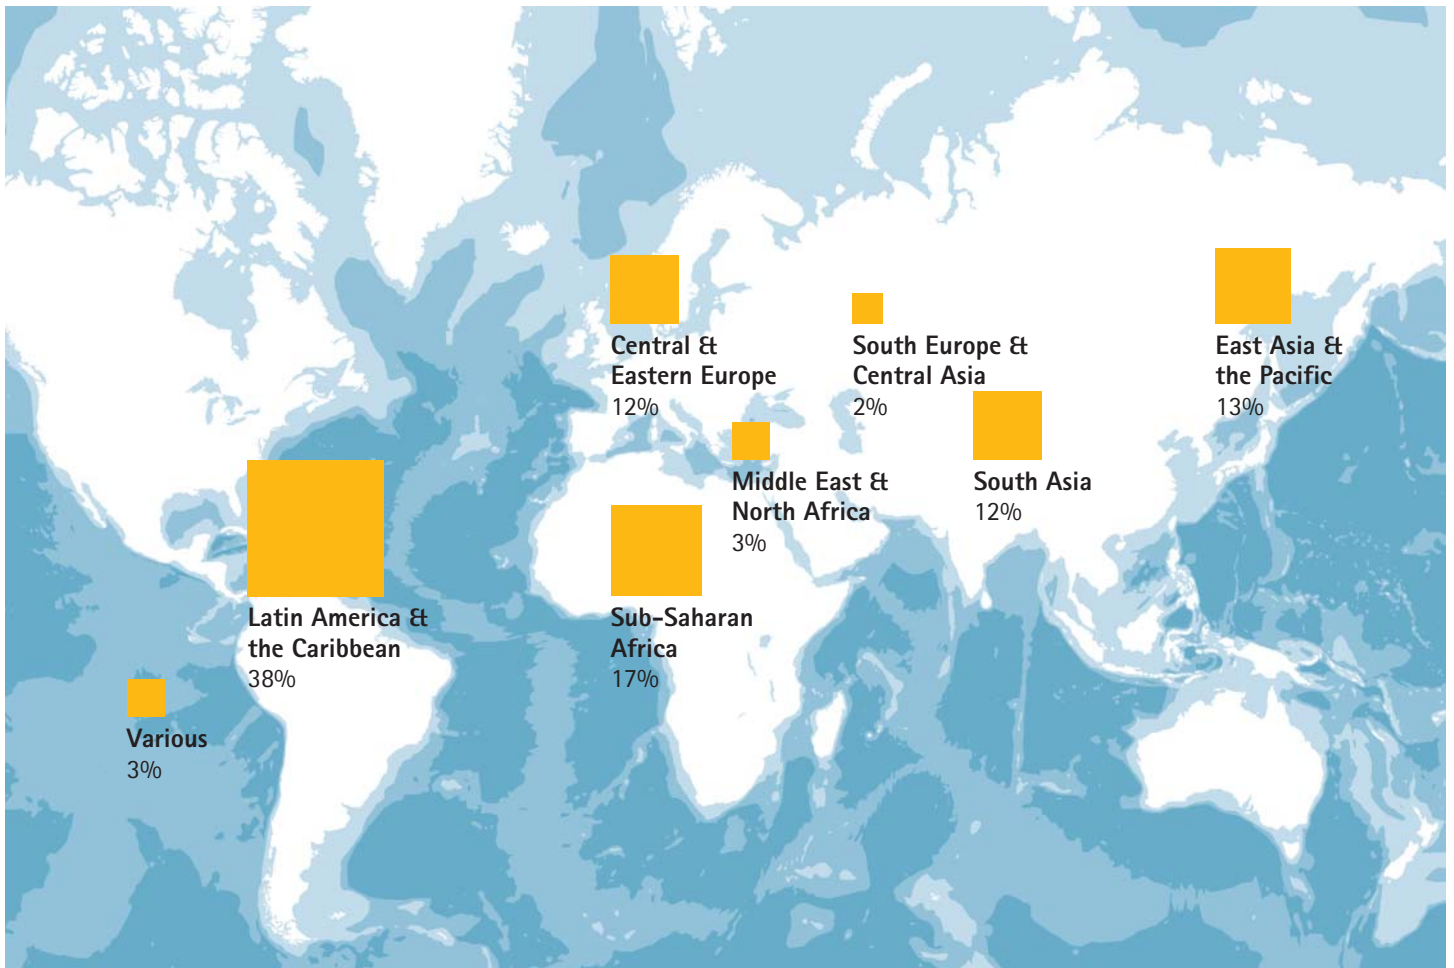 Central &
Eastern Europe
12%
South Europe &
Central Asia
2%
East Asia &
the Pacific
13%
Middle East &
North Africa
3%
South Asia
12%
Latin America &
the Caribbean
38%
Sub-Saharan
Africa
17%
Various
3%